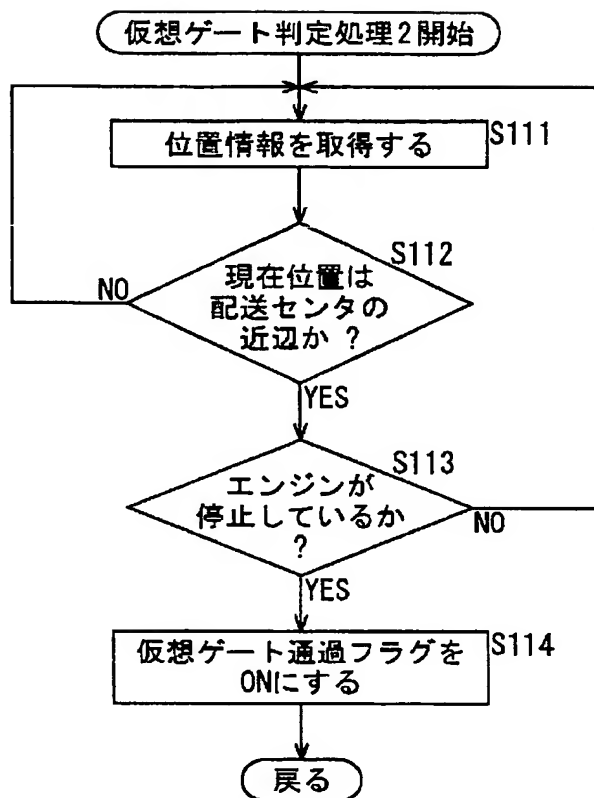 仮想ゲート判定処理2開始
位置情報を取得する
S111
現在位置は
配送センタの
近辺か ?
S112
NO
YES
エンジンが
停止しているか
?
S113
NO
YES
仮想ゲート通過フラグを
ONにする
S114
戻る